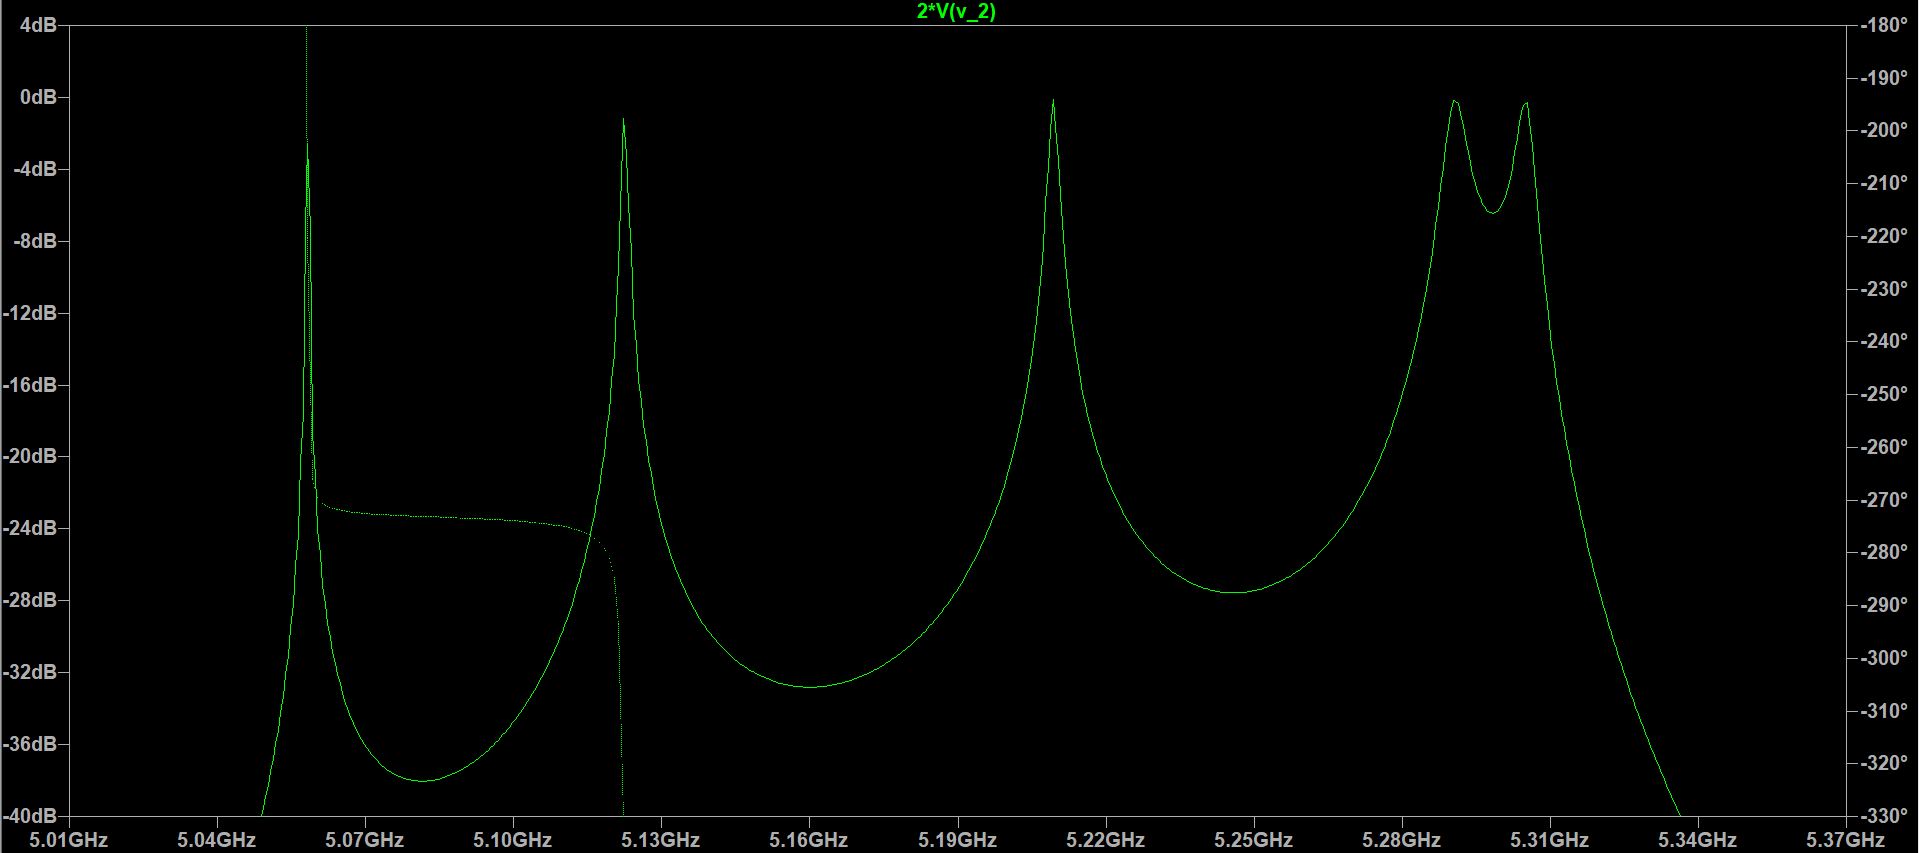 2*V(v_2)
4dB
0dB
-4dB
-8dB
-12dB
-16dB
-20dB
-24dB
-28dB
-32dB
-36dB
-40dB
-180°
-190°
-200°
-210°
-220°
-230°
-240°
-250°
-260°
-270°
-280°
-290°
-300°
-310°
-320°
-330°
5.01GHz 5.04GHz 5.07GHz 5.10GHz 5.13GHz 5.16GHz 5.19GHz 5.22GHz 5.25GHz 5.28GHz 5.31GHz 5.34GHz 5.37GHz